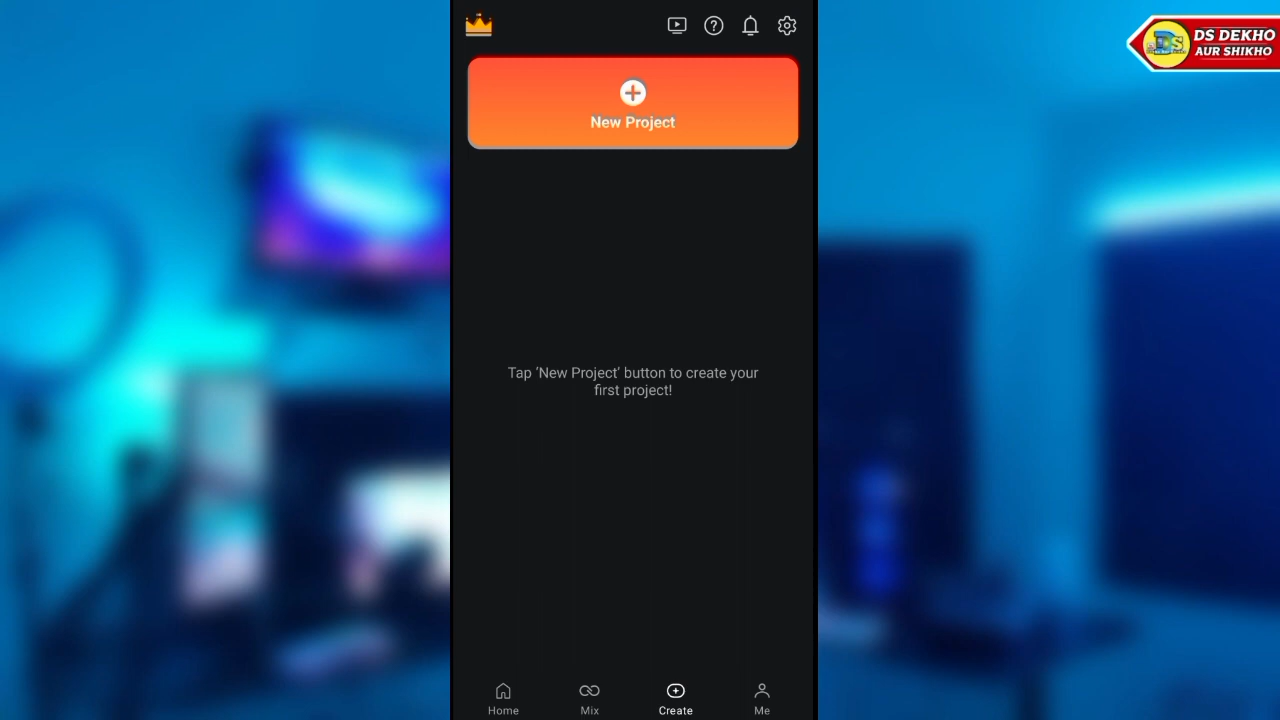 DS DEKHO
AUR SHIKHO
New Project
Tap ‘New Project’ button to create your
first project!
Home
Mix
Create
Me